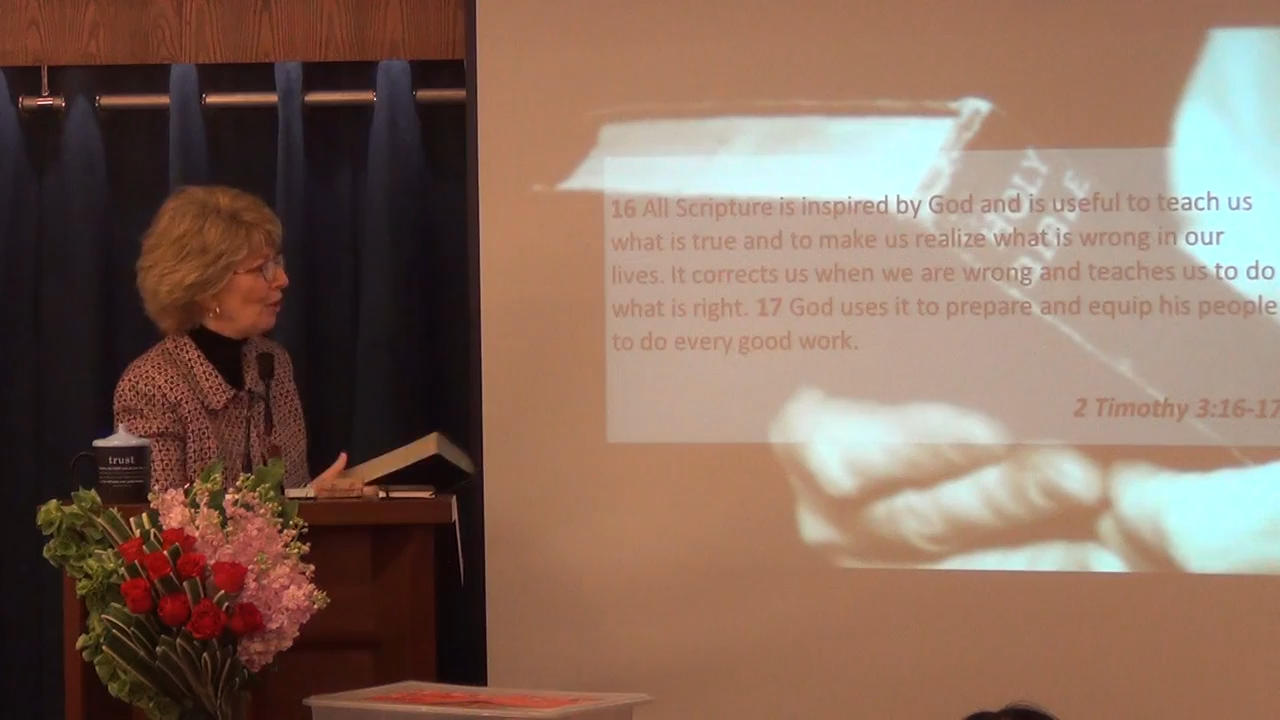 16 All Scripture is inspired by God and is useful to teach us
what is true and to make us realize what is wrong in our
lives. It corrects us when we are wrong and teaches us to do
what is right. 17 God uses it to prepare and equip his people
to do every good work.
2 Timothy 3:16-17
HOLY
BIBLE
trust